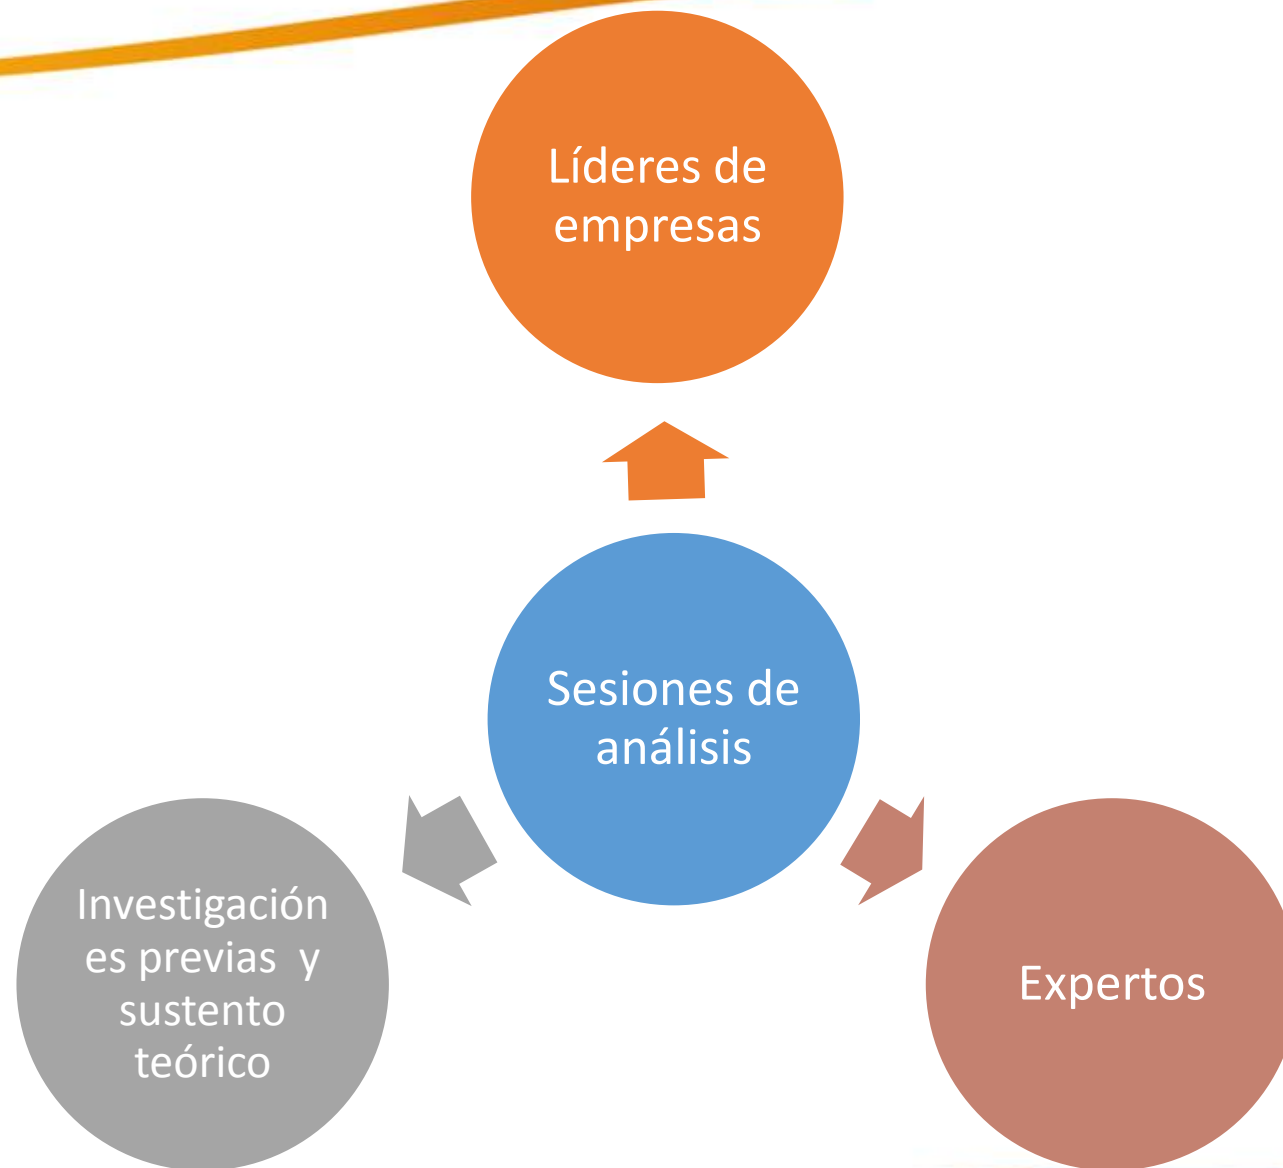 Líderes de
empresas
Sesiones de
análisis
Investigación
es previas  y
sustento
teórico
Expertos